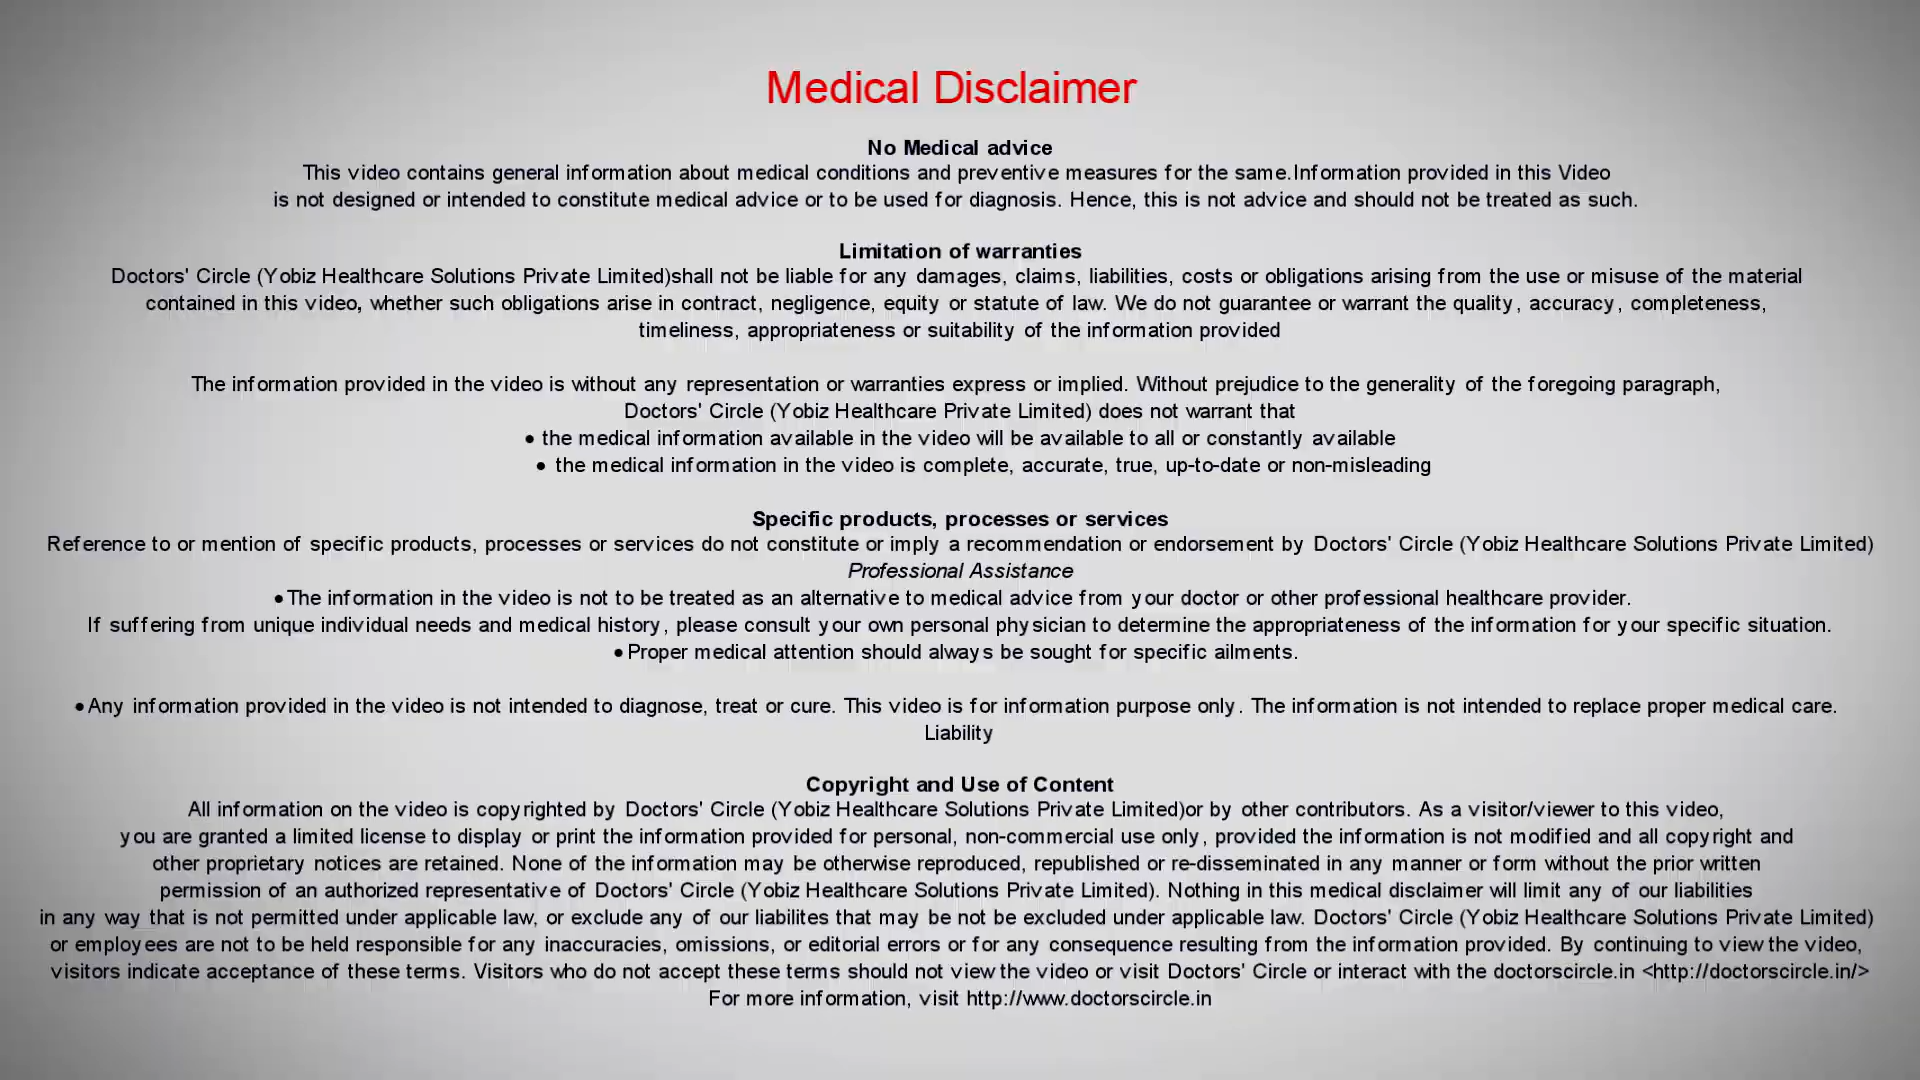 Medical Disclaimer
No Medical advice
This video contains general information about medical conditions and preventive measures for the same.Information provided in this Video
is not designed or intended to constitute medical advice or to be used for diagnosis. Hence, this is not advice and should not be treated as such.
Limitation of warranties
Doctors' Circle (Yobiz Healthcare Solutions Private Limited)shall not be liable for any damages, claims, liabilities, costs or obligations arising from the use or misuse of the material
contained in this video, whether such obligations arise in contract, negligence, equity or statute of law. We do not guarantee or warrant the quality, accuracy, completeness,
timeliness, appropriateness or suitability of the information provided
The information provided in the video is without any representation or warranties express or implied. Without prejudice to the generality of the foregoing paragraph,
Doctors' Circle (Yobiz Healthcare Private Limited) does not warrant that
• the medical information available in the video will be available to all or constantly available
• the medical information in the video is complete, accurate, true, up-to-date or non-misleading
Specific products, processes or services
Reference to or mention of specific products, processes or services do not constitute or imply a recommendation or endorsement by Doctors' Circle (Yobiz Healthcare Solutions Private Limited)
Professional Assistance
•The information in the video is not to be treated as an alternative to medical advice from your doctor or other professional healthcare provider.
If suffering from unique individual needs and medical history, please consult your own personal physician to determine the appropriateness of the information for your specific situation.
•Proper medical attention should always be sought for specific ailments.
•Any information provided in the video is not intended to diagnose, treat or cure. This video is for information purpose only. The information is not intended to replace proper medical care.
Liability
Copyright and Use of Content
All information on the video is copyrighted by Doctors' Circle (Yobiz Healthcare Solutions Private Limited)or by other contributors. As a visitor/viewer to this video,
you are granted a limited license to display or print the information provided for personal, non-commercial use only, provided the information is not modified and all copyright and
other proprietary notices are retained. None of the information may be otherwise reproduced, republished or re-disseminated in any manner or form without the prior written
permission of an authorized representative of Doctors' Circle (Yobiz Healthcare Solutions Private Limited). Nothing in this medical disclaimer will limit any of our liabilities
in any way that is not permitted under applicable law, or exclude any of our liabilites that may be not be excluded under applicable law. Doctors' Circle (Yobiz Healthcare Solutions Private Limited)
or employees are not to be held responsible for any inaccuracies, omissions, or editorial errors or for any consequence resulting from the information provided. By continuing to view the video,
visitors indicate acceptance of these terms. Visitors who do not accept these terms should not view the video or visit Doctors' Circle or interact with the doctorscircle.in <http://doctorscircle.in/>
For more information, visit http://www.doctorscircle.in